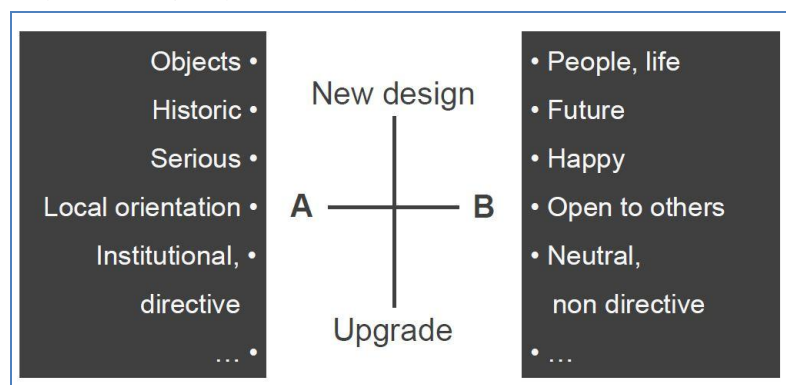 Objects •
Historic •
Serious •
Local orientation •
Institutional, •
directive
… •
New design
A
B
Upgrade
• People, life
• Future
• Happy
• Open to others
• Neutral,
non directive
• …